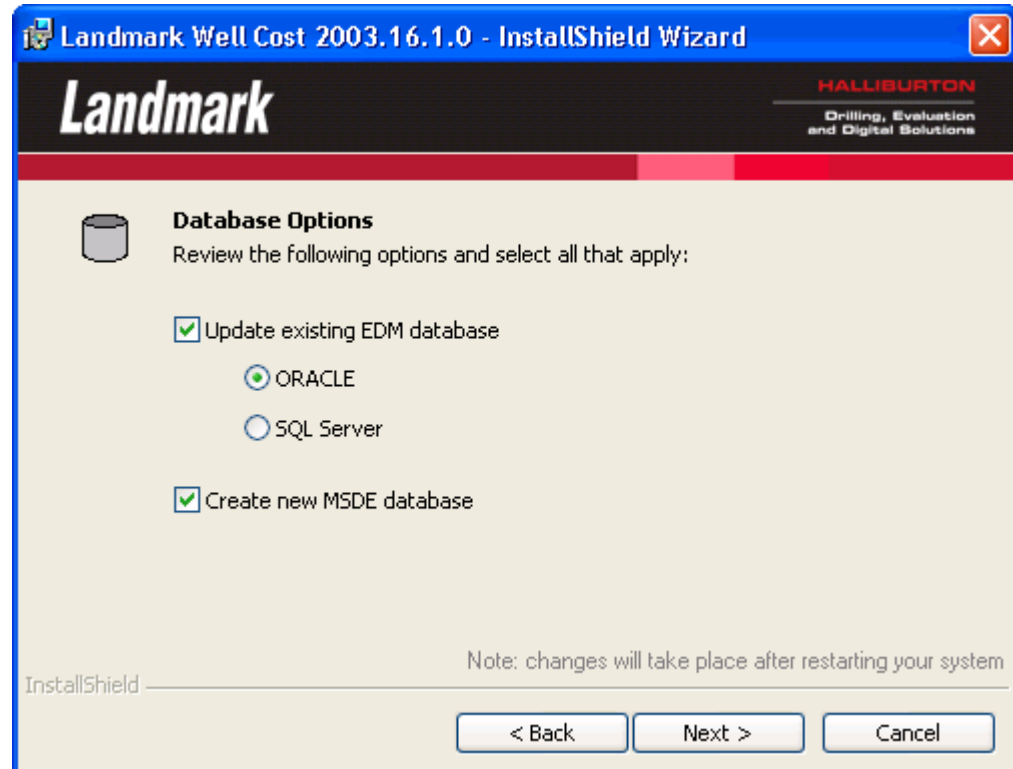 Landmark Well Cost 2003.16.1.0 - InstallShield Wizard
Landmark
HALLIBURTON
Drilling, Evaluation
and Digital Solutions
Database Options
Review the following options and select all that apply:
Update existing EDM database
ORACLE
SQL Server
Create new MSDE database
Note: changes will take place after restarting your system
InstallShield
< Back
Next >
Cancel